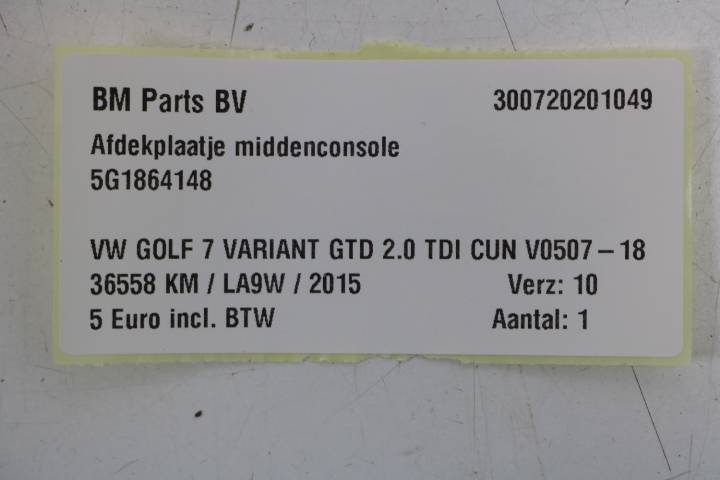 BM Parts BV 300720201049
Afdekplaatje middenconsole
5G1864148
VW GOLF 7 VARIANT GTD 2.0 TDI CUN V0507-18
36558 KM / LA9W / 2015 Verz: 10
5 Euro incl. BTW Aantal: 1